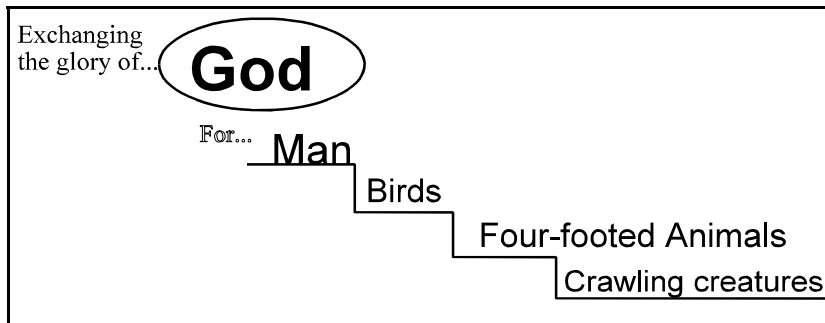 Exchanging
the glory of...
God
For...
Man
Birds
Four-footed Animals
Crawling creatures